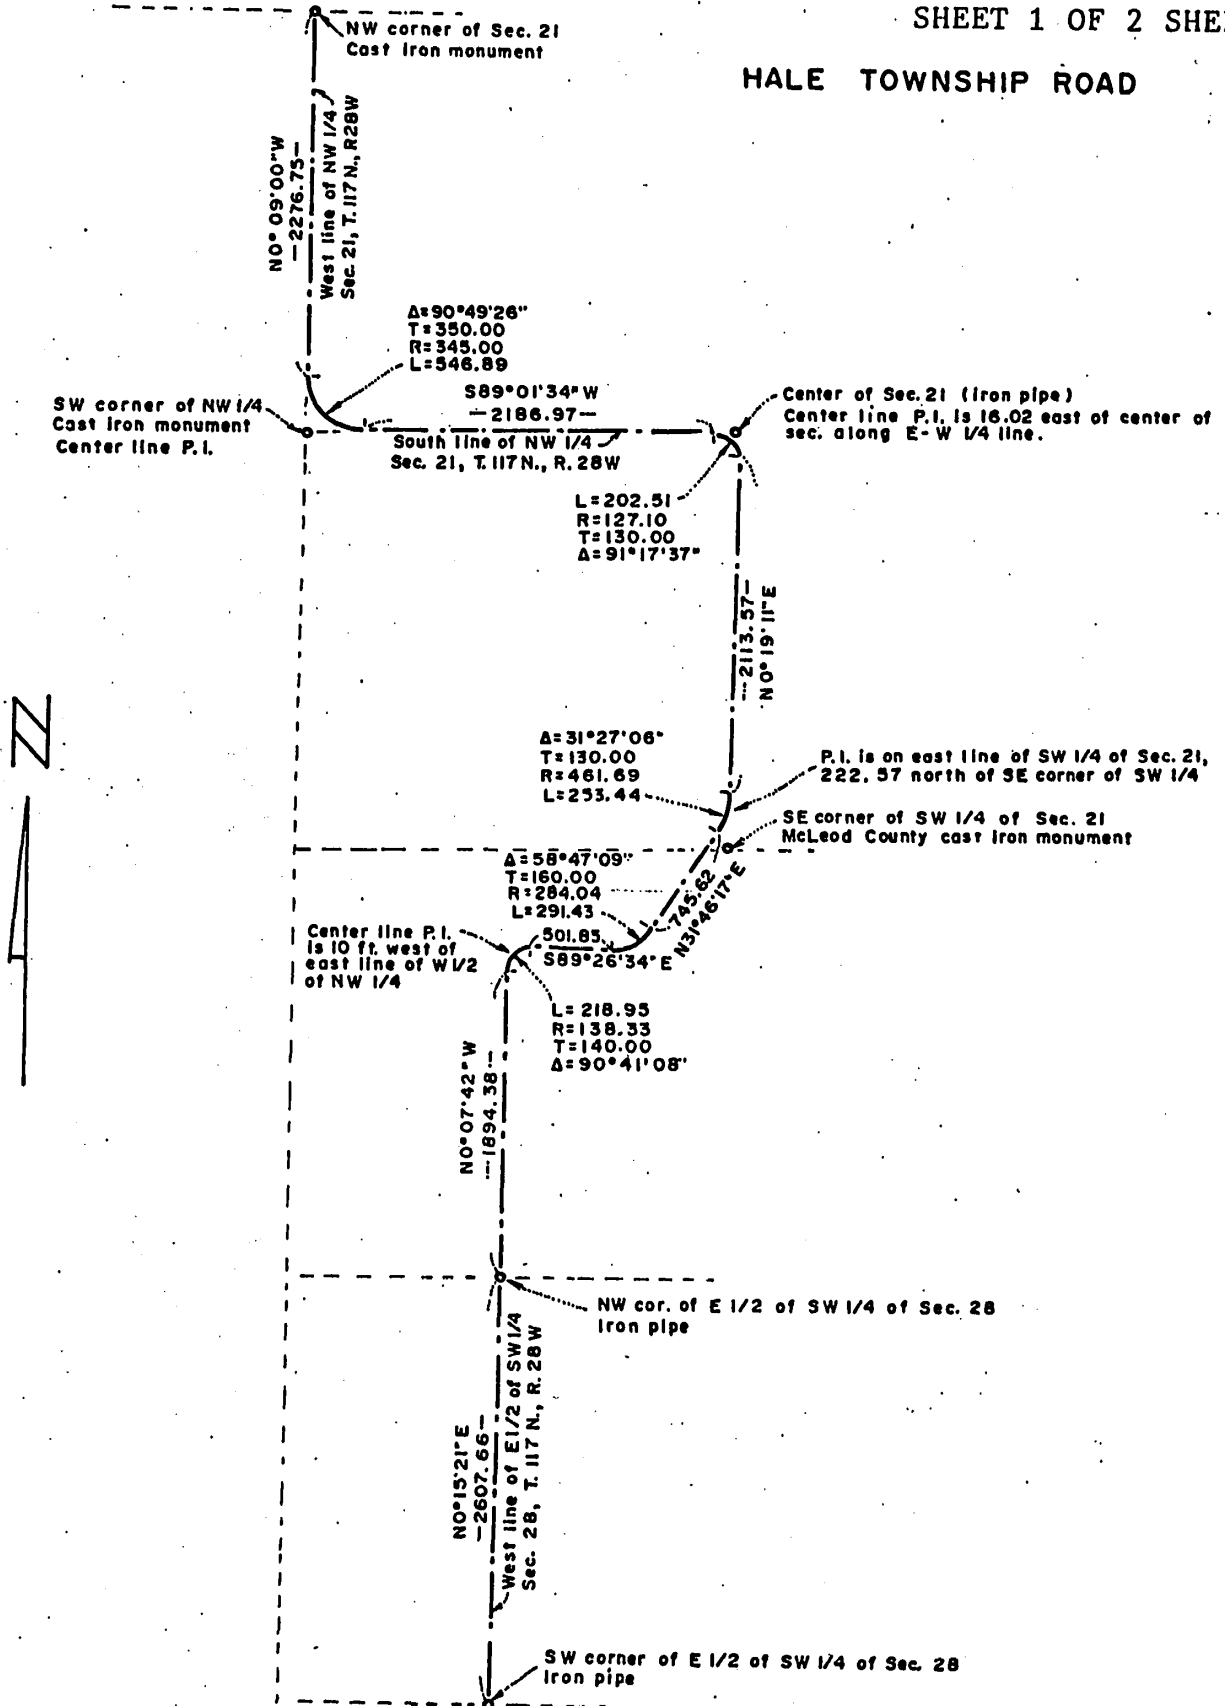 SHEET 1 OF 2 SHE
HALE TOWNSHIP ROAD
NW corner of Sec. 21
Cast iron monument
N0°09'00"W
—2276.75—
West line of NW 1/4
Sec. 21, T. 117 N., R28W
Δ=90°49'26"
T=350.00
R=345.00
L=546.89
SW corner of NW 1/4
Cast iron monument
Center line P.I.
S89°01'34"W
—2186.97—
South line of NW 1/4
Sec. 21, T. 117 N., R. 28W
Center of Sec. 21 (iron pipe)
Center line P.I. is 16.02 east of center of
sec. along E-W 1/4 line.
L=202.51
R=127.10
T=130.00
Δ=91°17'37"
—2113.57—
N0°19'11"E
Δ=31°27'06"
T=130.00
R=461.69
L=253.44
P.I. is on east line of SW 1/4 of Sec. 21,
222.57 north of SE corner of SW 1/4
SE corner of SW 1/4 of Sec. 21
McLeod County cast iron monument
Δ=58°47'09"
T=160.00
R=284.04
L=291.43
745.62
N31°46'17"E
Center line P.I.
is 10 ft. west of
east line of W 1/2
of NW 1/4
501.85
S89°26'34"E
L=218.95
R=138.33
T=140.00
Δ=90°41'08"
N0°07'42"W
—1894.38—
NW cor. of E 1/2 of SW 1/4 of Sec. 28
Iron pipe
N0°15'21"E
—2607.66—
West line of E 1/2 of SW 1/4
Sec. 28, T. 117 N., R. 28W
SW corner of E 1/2 of SW 1/4 of Sec. 28
Iron pipe
N